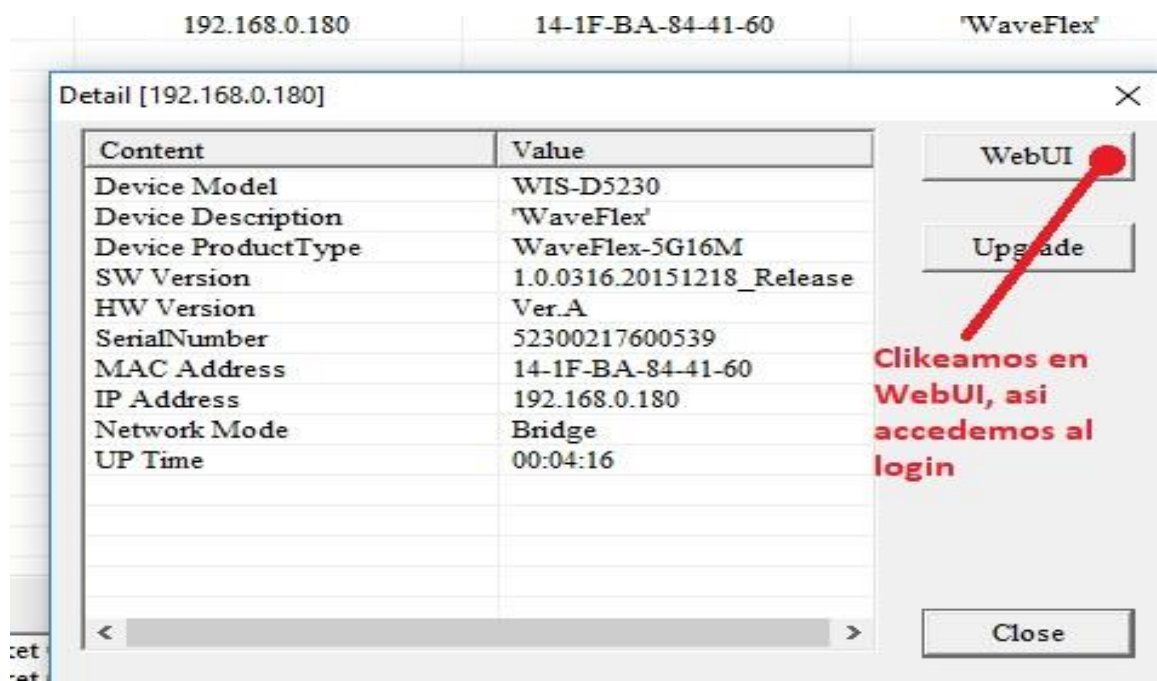 192.168.0.180 14-1F-BA-84-41-60 'WaveFlex'
Detail [192.168.0.180]
Content Value
WebUI
Device Model WIS-D5230
Device Description 'WaveFlex'
Device ProductType WaveFlex-5G16M
Upgrade
SW Version 1.0.0316.20151218_Release
HW Version Ver.A
SerialNumber 52300217600539
MAC Address 14-1F-BA-84-41-60
IP Address 192.168.0.180
Network Mode Bridge
UP Time 00:04:16
Clikeamos en
WebUI, asi
accedemos al
login
Close